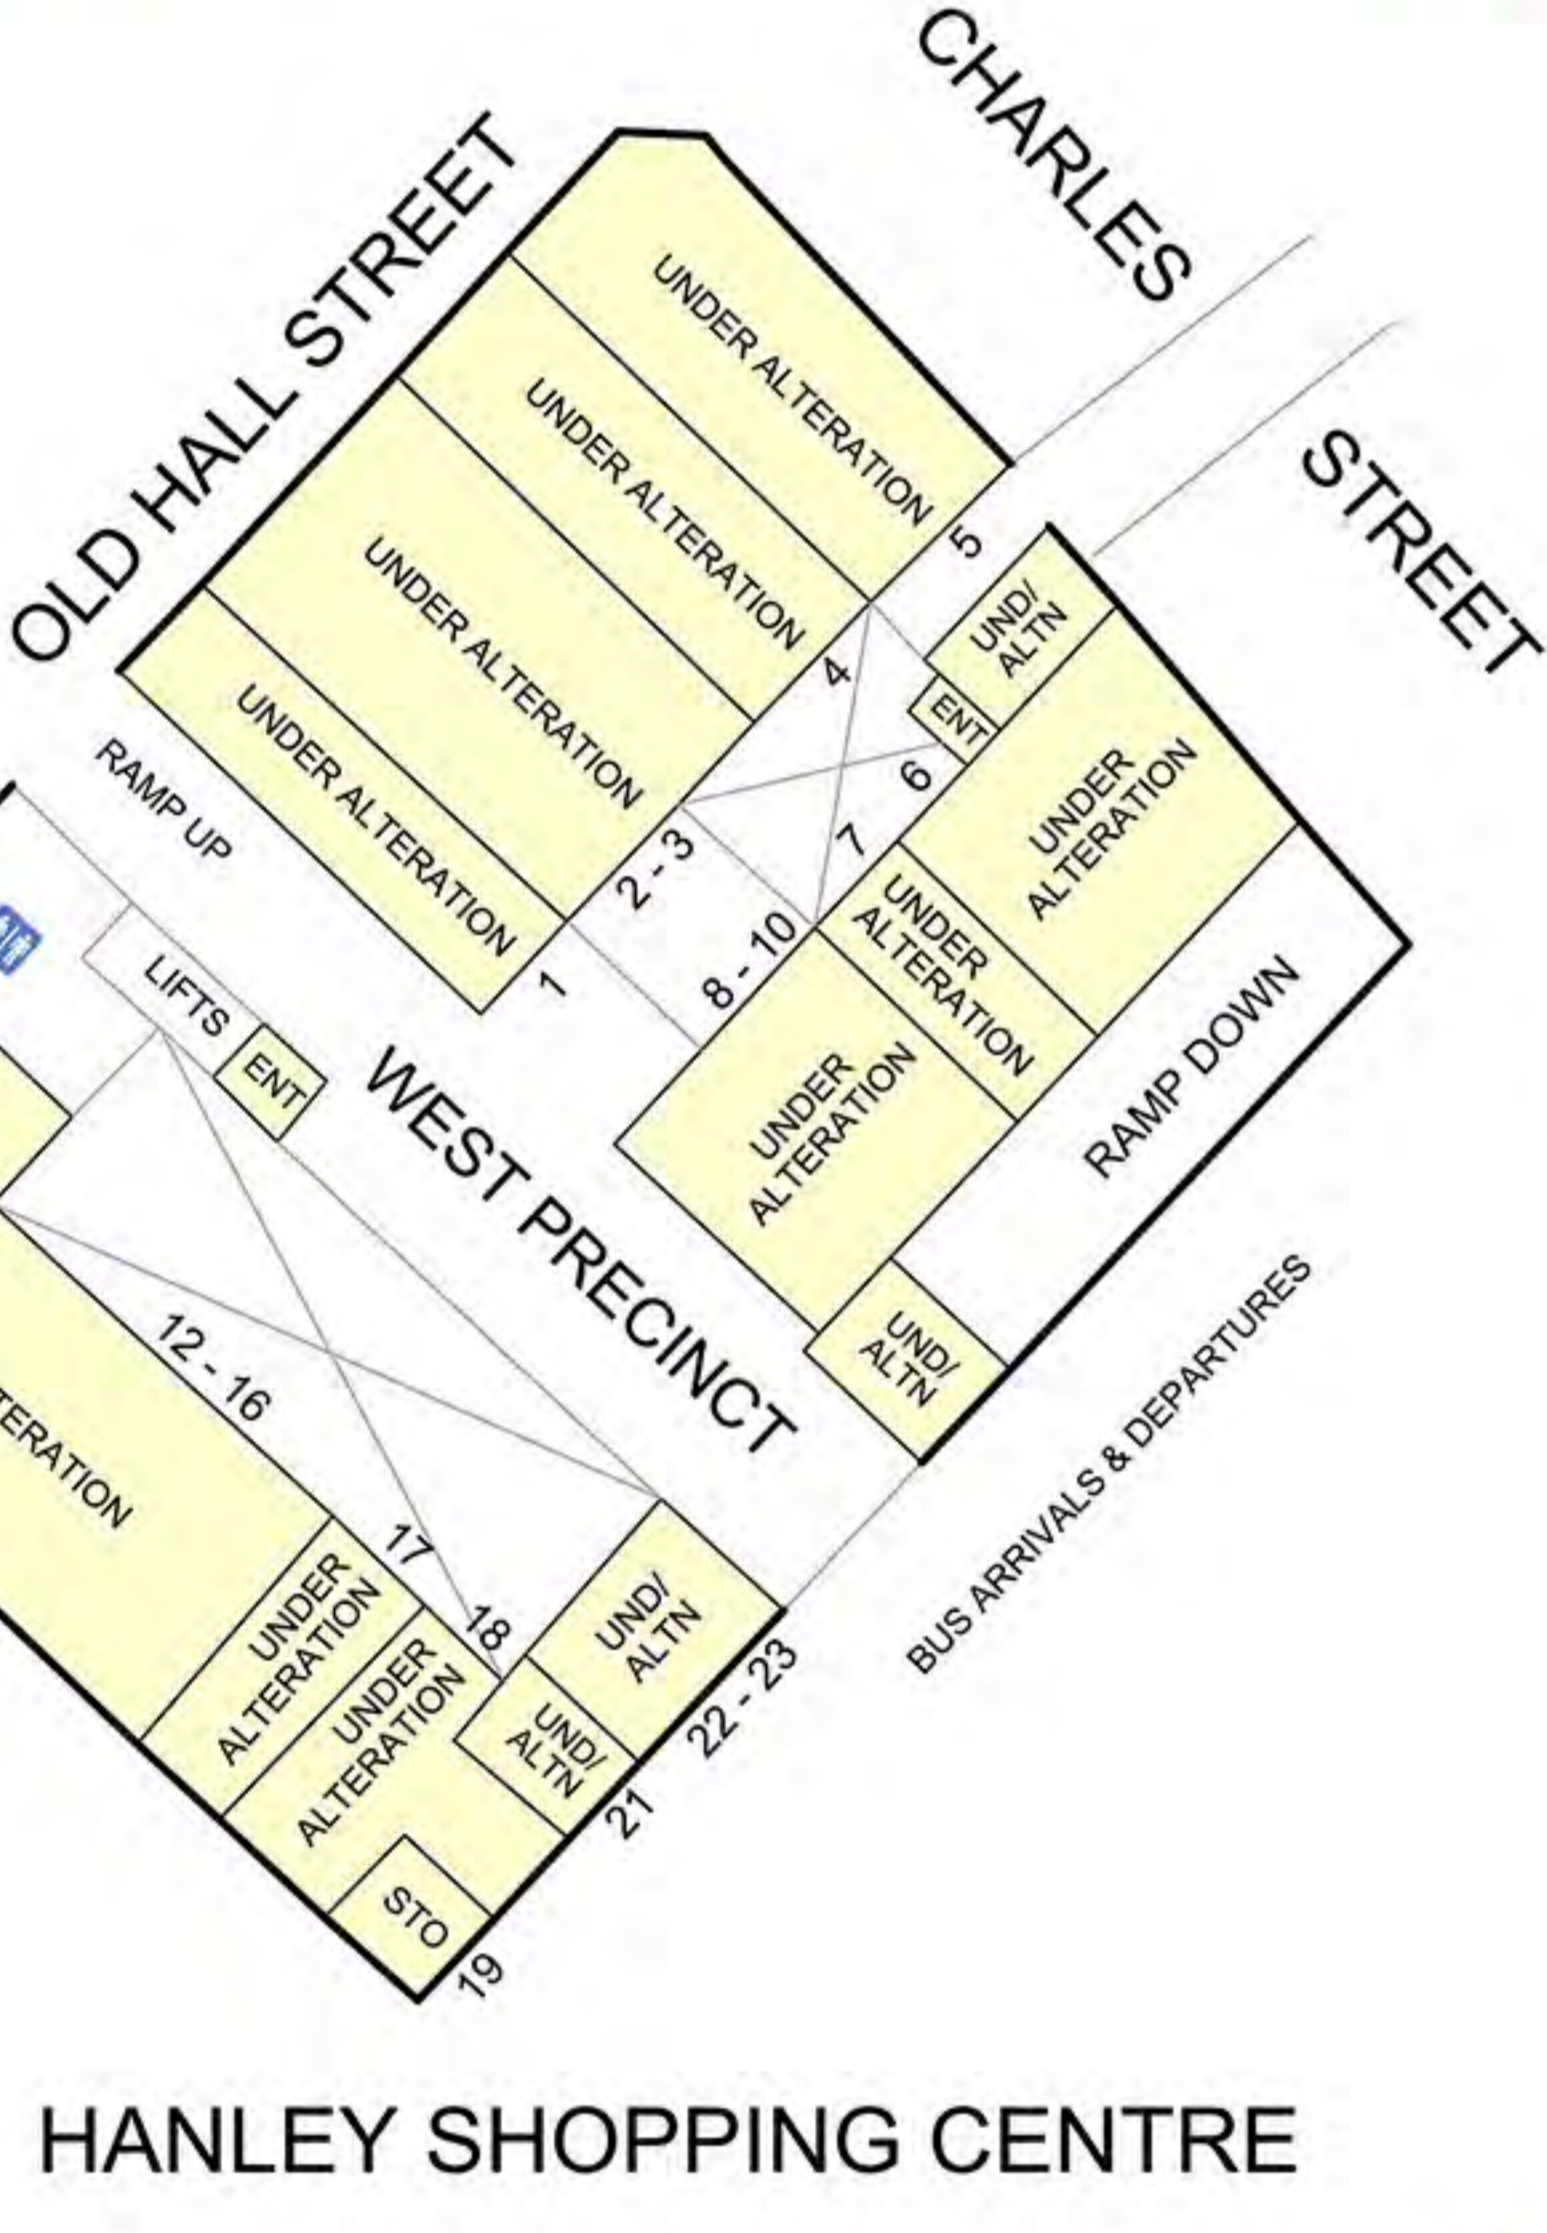 CHARLES
STREET
OLD HALL STREET
UNDER ALTERATION
5
UNDER ALTERATION
4
UNDER ALTERATION
2 - 3
UNDER ALTERATION
1
RAMP UP
LIFTS
ENT
UND/
ALTN
ENT
6
UNDER
ALTERATION
7
UNDER
ALTERATION
8 - 10
UNDER
ALTERATION
RAMP DOWN
UND/
ALTN
WEST PRECINCT
BUS ARRIVALS & DEPARTURES
12 - 16
TERATION
17
UNDER
ALTERATION
18
UNDER
ALTERATION
UND/
ALTN
22 - 23
UND/
ALTN
21
STO
19
HANLEY SHOPPING CENTRE